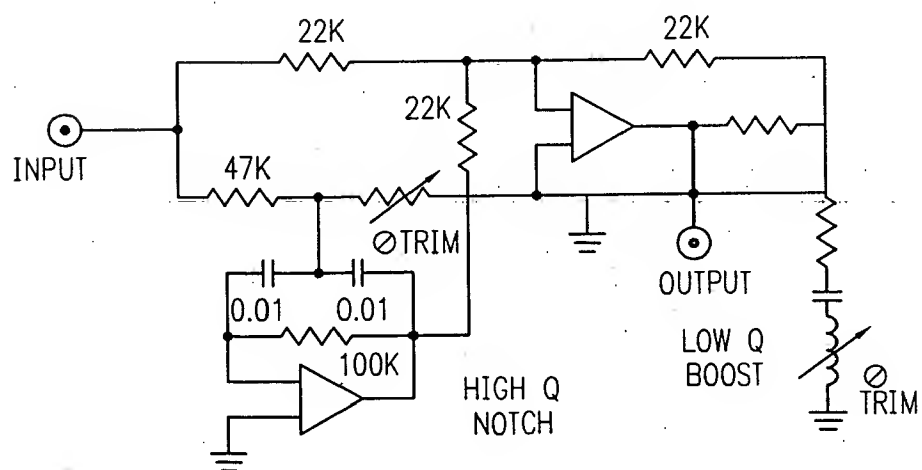 22K
22K
22K
INPUT
47K
∅ TRIM
OUTPUT
0.01
0.01
100K
LOW Q
BOOST
∅
TRIM
HIGH Q
NOTCH